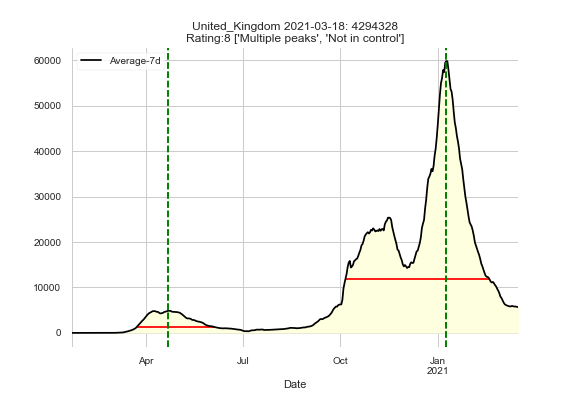 United_Kingdom 2021-03-18: 4294328
Rating:8 ['Multiple peaks', 'Not in control']
Average-7d
60000
50000
40000
30000
20000
10000
0
Apr
Jul
Oct
Jan
2021
Date